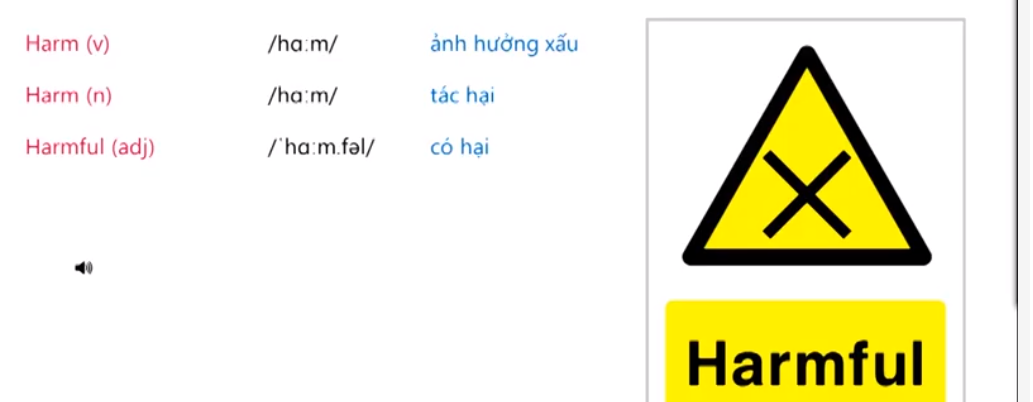 Harm (v) /hɑːm/ ảnh hưởng xấu
Harm (n) /hɑːm/ tác hại
Harmful (adj) /ˈhɑːm.fəl/ có hại
Harmful